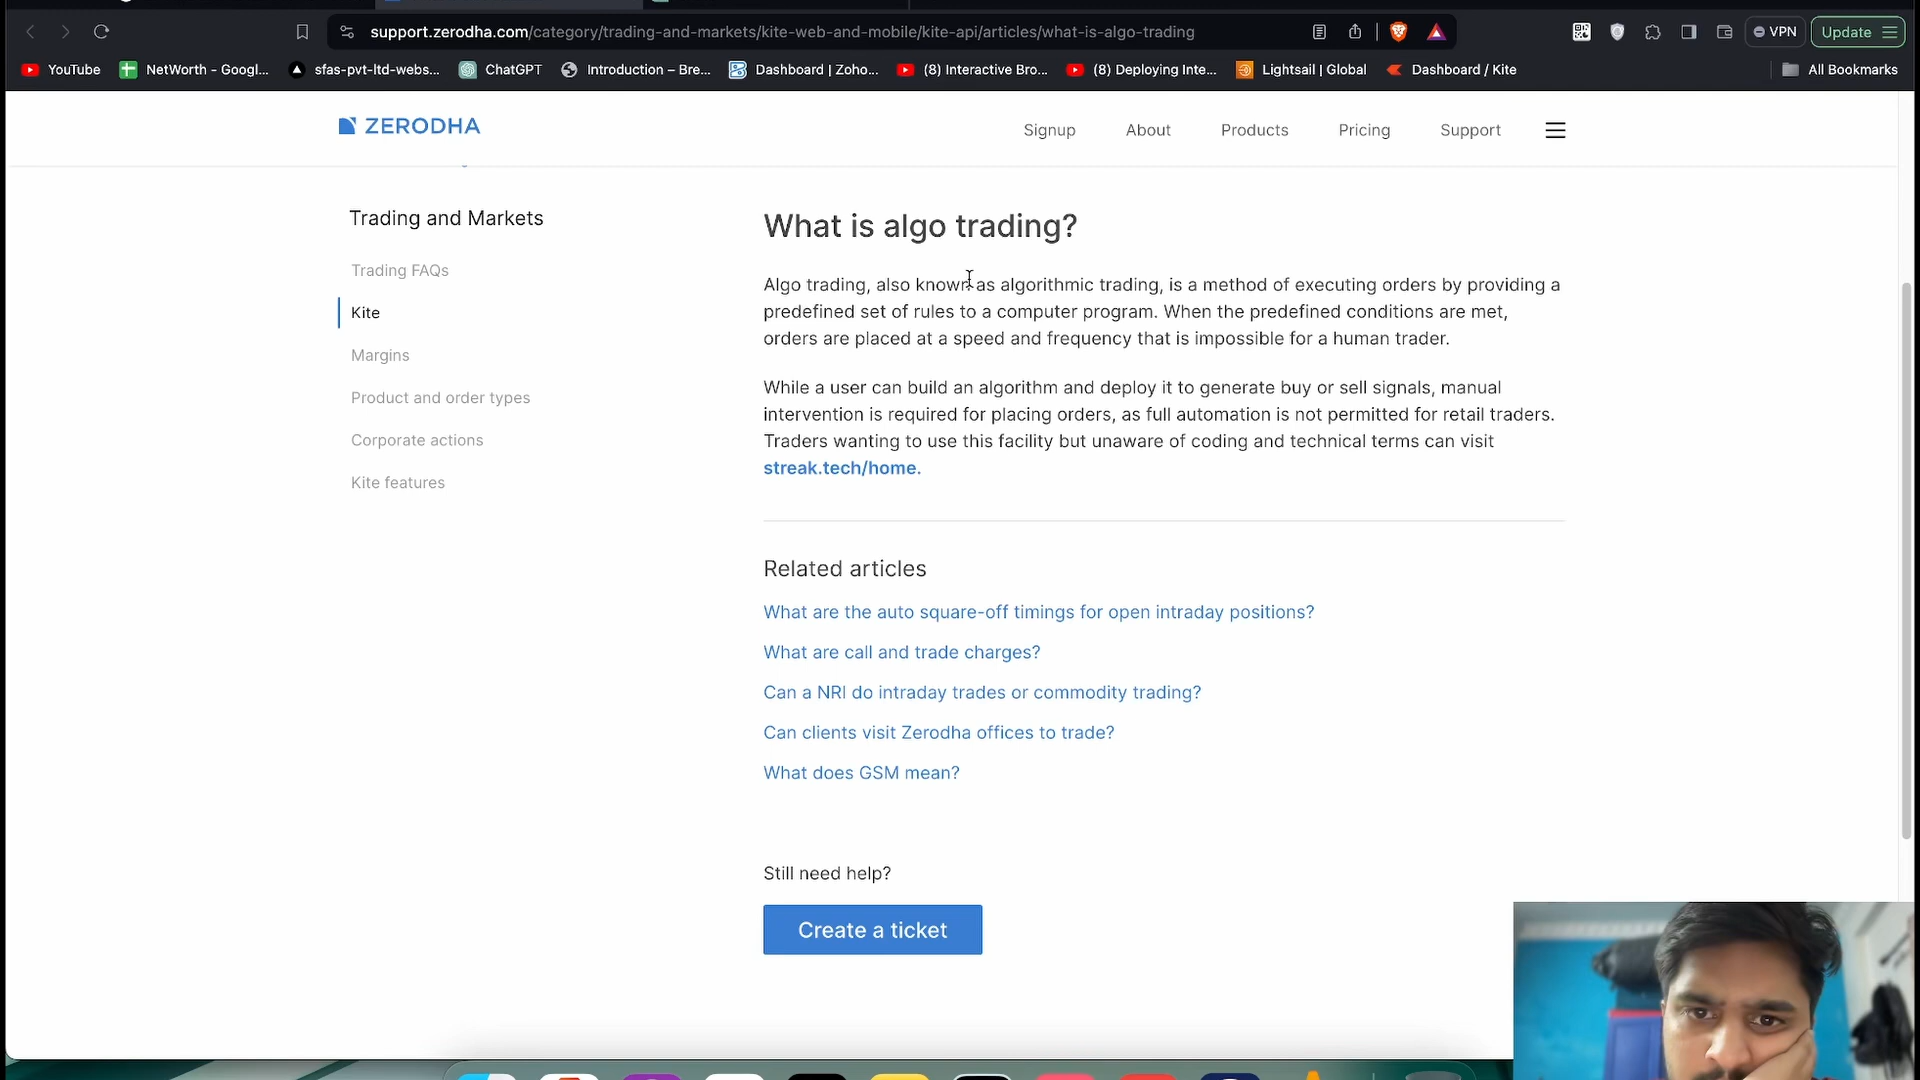 support.zerodha.com/category/trading-and-markets/kite-web-and-mobile/kite-api/articles/what-is-algo-trading
VPN
Update
YouTube
NetWorth - Googl...
sfas-pvt-ltd-webs...
ChatGPT
Introduction – Bre...
Dashboard | Zoho...
(8) Interactive Bro...
(8) Deploying Inte...
Lightsail | Global
Dashboard / Kite
All Bookmarks
ZERODHA
Signup
About
Products
Pricing
Support
Trading and Markets
Trading FAQs
Kite
Margins
Product and order types
Corporate actions
Kite features
What is algo trading?
Algo trading, also known as algorithmic trading, is a method of executing orders by providing a
predefined set of rules to a computer program. When the predefined conditions are met,
orders are placed at a speed and frequency that is impossible for a human trader.
While a user can build an algorithm and deploy it to generate buy or sell signals, manual
intervention is required for placing orders, as full automation is not permitted for retail traders.
Traders wanting to use this facility but unaware of coding and technical terms can visit
streak.tech/home.
Related articles
What are the auto square-off timings for open intraday positions?
What are call and trade charges?
Can a NRI do intraday trades or commodity trading?
Can clients visit Zerodha offices to trade?
What does GSM mean?
Still need help?
Create a ticket